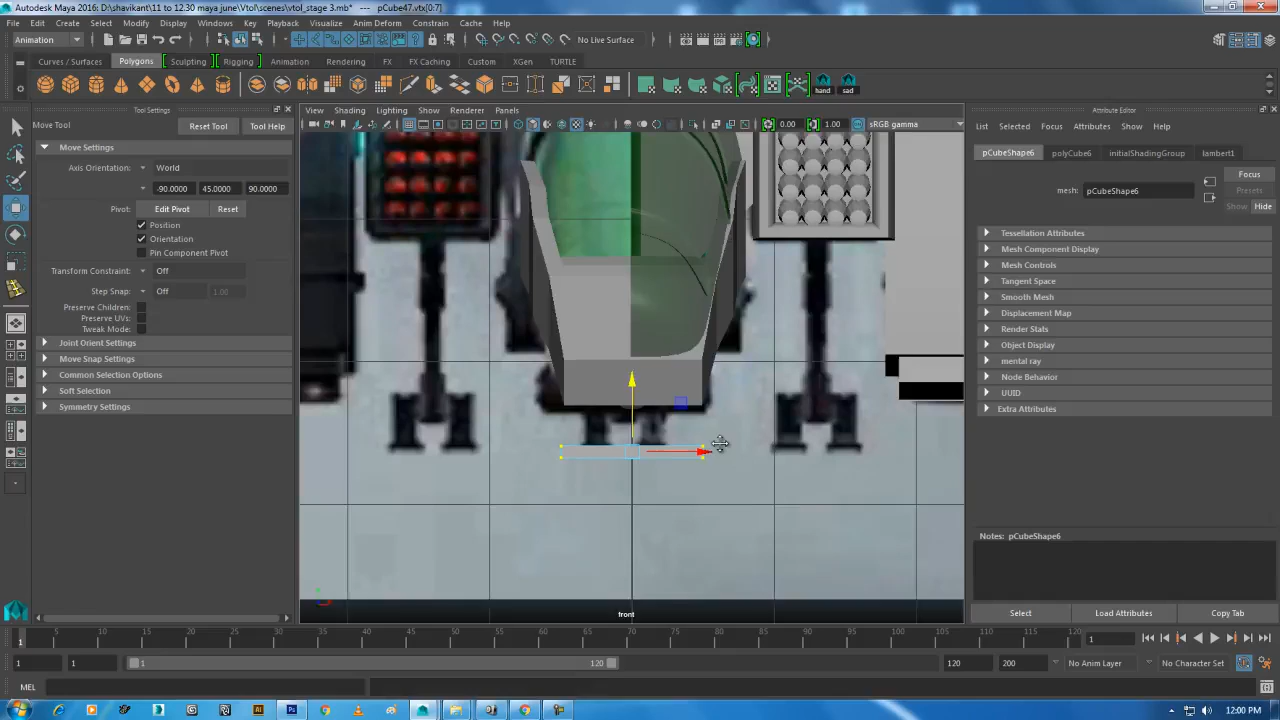 Autodesk Maya 2016: D:\shavikant\11 to 12.30 maya june\Vtol\scenes\vtol_stage 3.mb* --- pCube47.vtx[0:7]
File Edit Create Select Modify Display Windows Key Playback Visualize Anim Deform Constrain Cache Help
Animation No Live Surface
Curves / Surfaces Polygons Sculpting Rigging Animation Rendering FX FX Caching Custom XGen TURTLE
hand sad
Tool Settings
Move Tool Reset Tool Tool Help
Move Settings
Axis Orientation: World
-90.0000 45.0000 90.0000
Pivot: Edit Pivot Reset
Position
Orientation
Pin Component Pivot
Transform Constraint: Off
Step Snap: Off 1.00
Preserve Children:
Preserve UVs:
Tweak Mode:
Joint Orient Settings
Move Snap Settings
Common Selection Options
Soft Selection
Symmetry Settings
View Shading Lighting Show Renderer Panels
0.00 1.00 sRGB gamma
front
Attribute Editor
List Selected Focus Attributes Show Help
pCubeShape6 polyCube6 initialShadingGroup lambert1
mesh: pCubeShape6
Focus
Presets
Show Hide
Tessellation Attributes
Mesh Component Display
Mesh Controls
Tangent Space
Smooth Mesh
Displacement Map
Render Stats
Object Display
mental ray
Node Behavior
UUID
Extra Attributes
Notes: pCubeShape6
Select Load Attributes Copy Tab
1 5 10 15 20 25 30 35 40 45 50 55 60 65 70 75 80 85 90 95 100 105 110 115 120 1
1 1 1 120 120 200 No Anim Layer No Character Set
MEL
12:00 PM